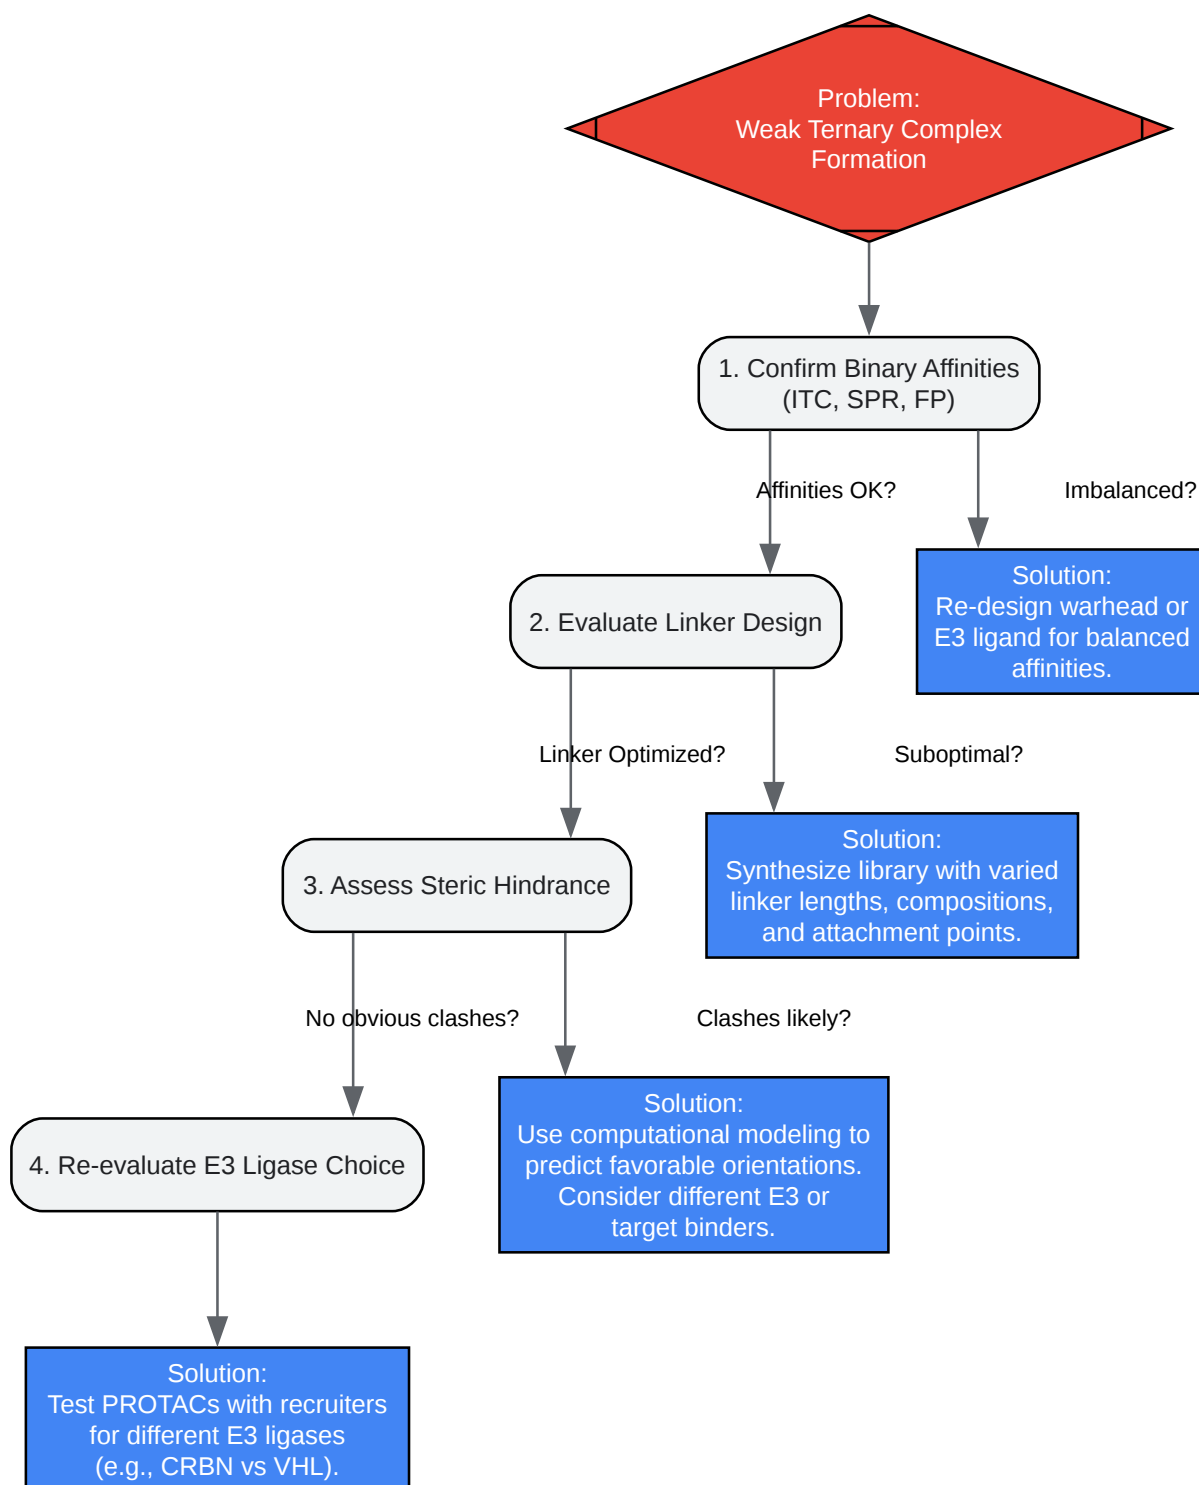 Problem:
Weak Ternary Complex
Formation
1. Confirm Binary Affinities
(ITC, SPR, FP)
Affinities OK?
Imbalanced?
Solution:
Re-design warhead or
E3 ligand for balanced
affinities.
2. Evaluate Linker Design
Linker Optimized?
Suboptimal?
Solution:
Synthesize library with varied
linker lengths, compositions,
and attachment points.
3. Assess Steric Hindrance
No obvious clashes?
Clashes likely?
Solution:
Use computational modeling to
predict favorable orientations.
Consider different E3 or
target binders.
4. Re-evaluate E3 Ligase Choice
Solution:
Test PROTACs with recruiters
for different E3 ligases
(e.g., CRBN vs VHL).